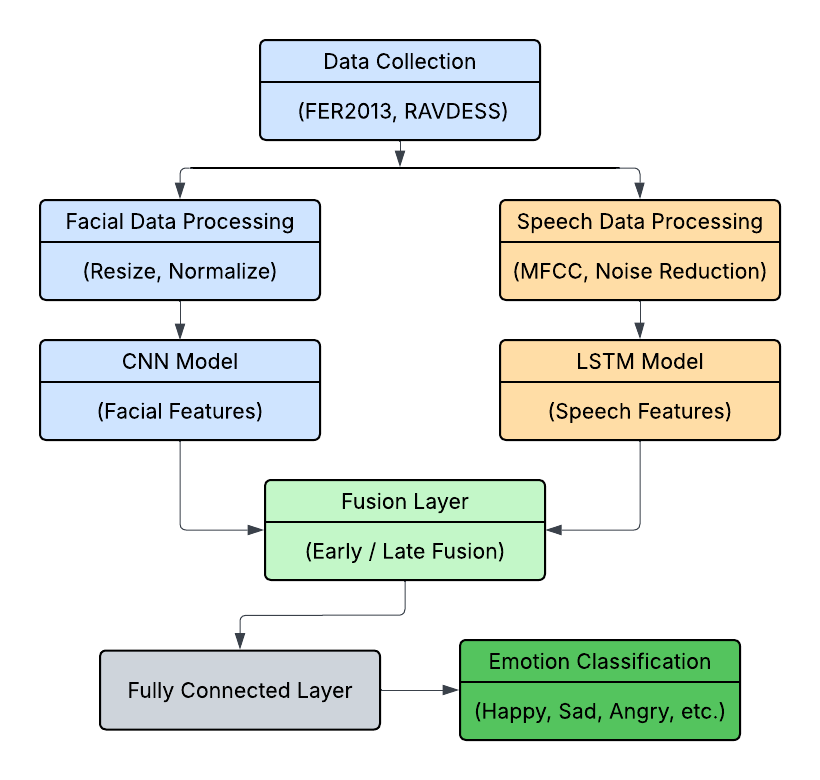 Data Collection
(FER2013, RAVDESS)
Facial Data Processing
(Resize, Normalize)
Speech Data Processing
(MFCC, Noise Reduction)
CNN Model
(Facial Features)
LSTM Model
(Speech Features)
Fusion Layer
(Early / Late Fusion)
Fully Connected Layer
Emotion Classification
(Happy, Sad, Angry, etc.)